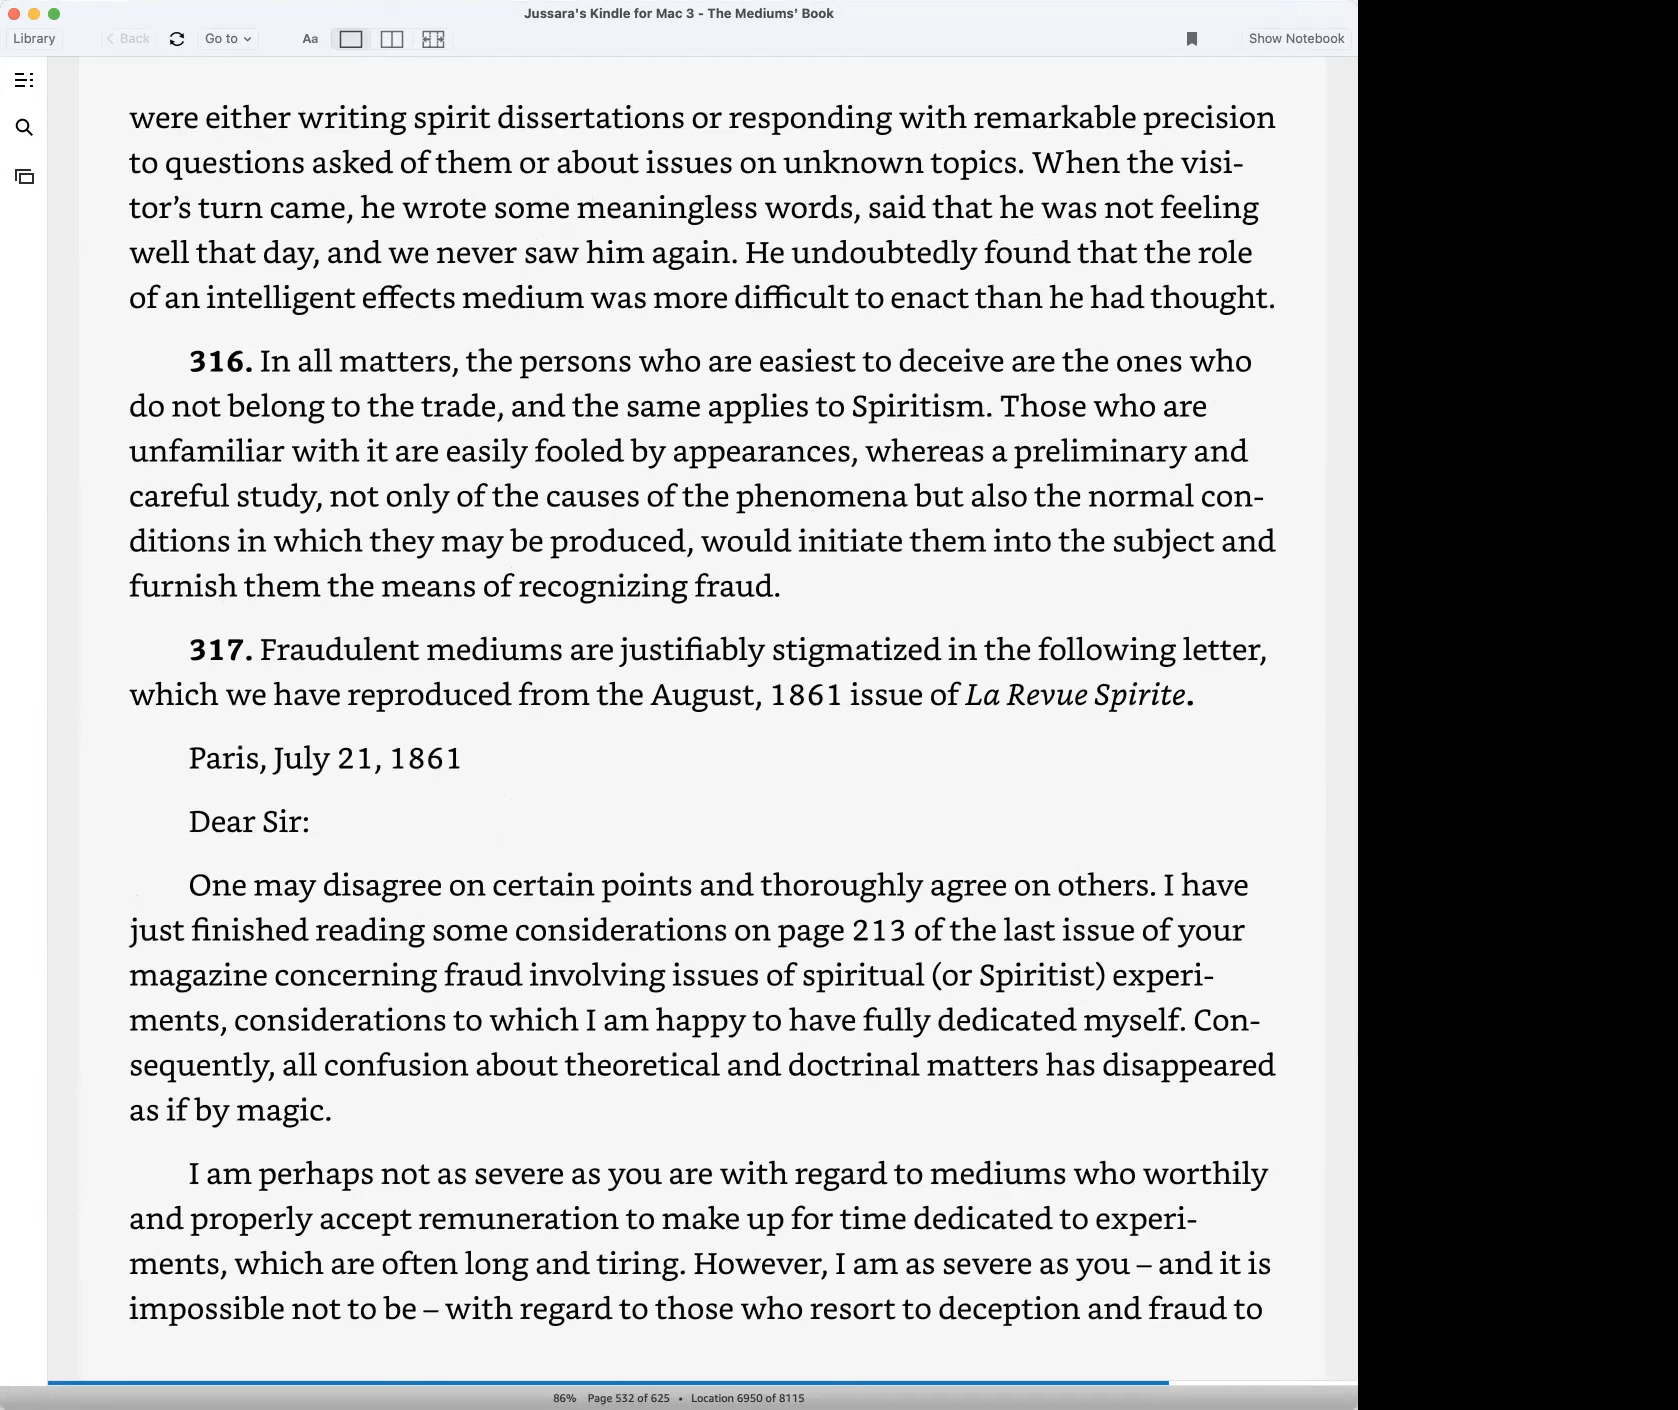 Jussara's Kindle for Mac 3 - The Mediums' Book
Library
Back
Go to
Aa
Show Notebook
were either writing spirit dissertations or responding with remarkable precision
to questions asked of them or about issues on unknown topics. When the visi-
tor’s turn came, he wrote some meaningless words, said that he was not feeling
well that day, and we never saw him again. He undoubtedly found that the role
of an intelligent effects medium was more difficult to enact than he had thought.
316. In all matters, the persons who are easiest to deceive are the ones who
do not belong to the trade, and the same applies to Spiritism. Those who are
unfamiliar with it are easily fooled by appearances, whereas a preliminary and
careful study, not only of the causes of the phenomena but also the normal con-
ditions in which they may be produced, would initiate them into the subject and
furnish them the means of recognizing fraud.
317. Fraudulent mediums are justifiably stigmatized in the following letter,
which we have reproduced from the August, 1861 issue of La Revue Spirite.
Paris, July 21, 1861
Dear Sir:
One may disagree on certain points and thoroughly agree on others. I have
just finished reading some considerations on page 213 of the last issue of your
magazine concerning fraud involving issues of spiritual (or Spiritist) experi-
ments, considerations to which I am happy to have fully dedicated myself. Con-
sequently, all confusion about theoretical and doctrinal matters has disappeared
as if by magic.
I am perhaps not as severe as you are with regard to mediums who worthily
and properly accept remuneration to make up for time dedicated to experi-
ments, which are often long and tiring. However, I am as severe as you – and it is
impossible not to be – with regard to those who resort to deception and fraud to
86% Page 532 of 625 • Location 6950 of 8115